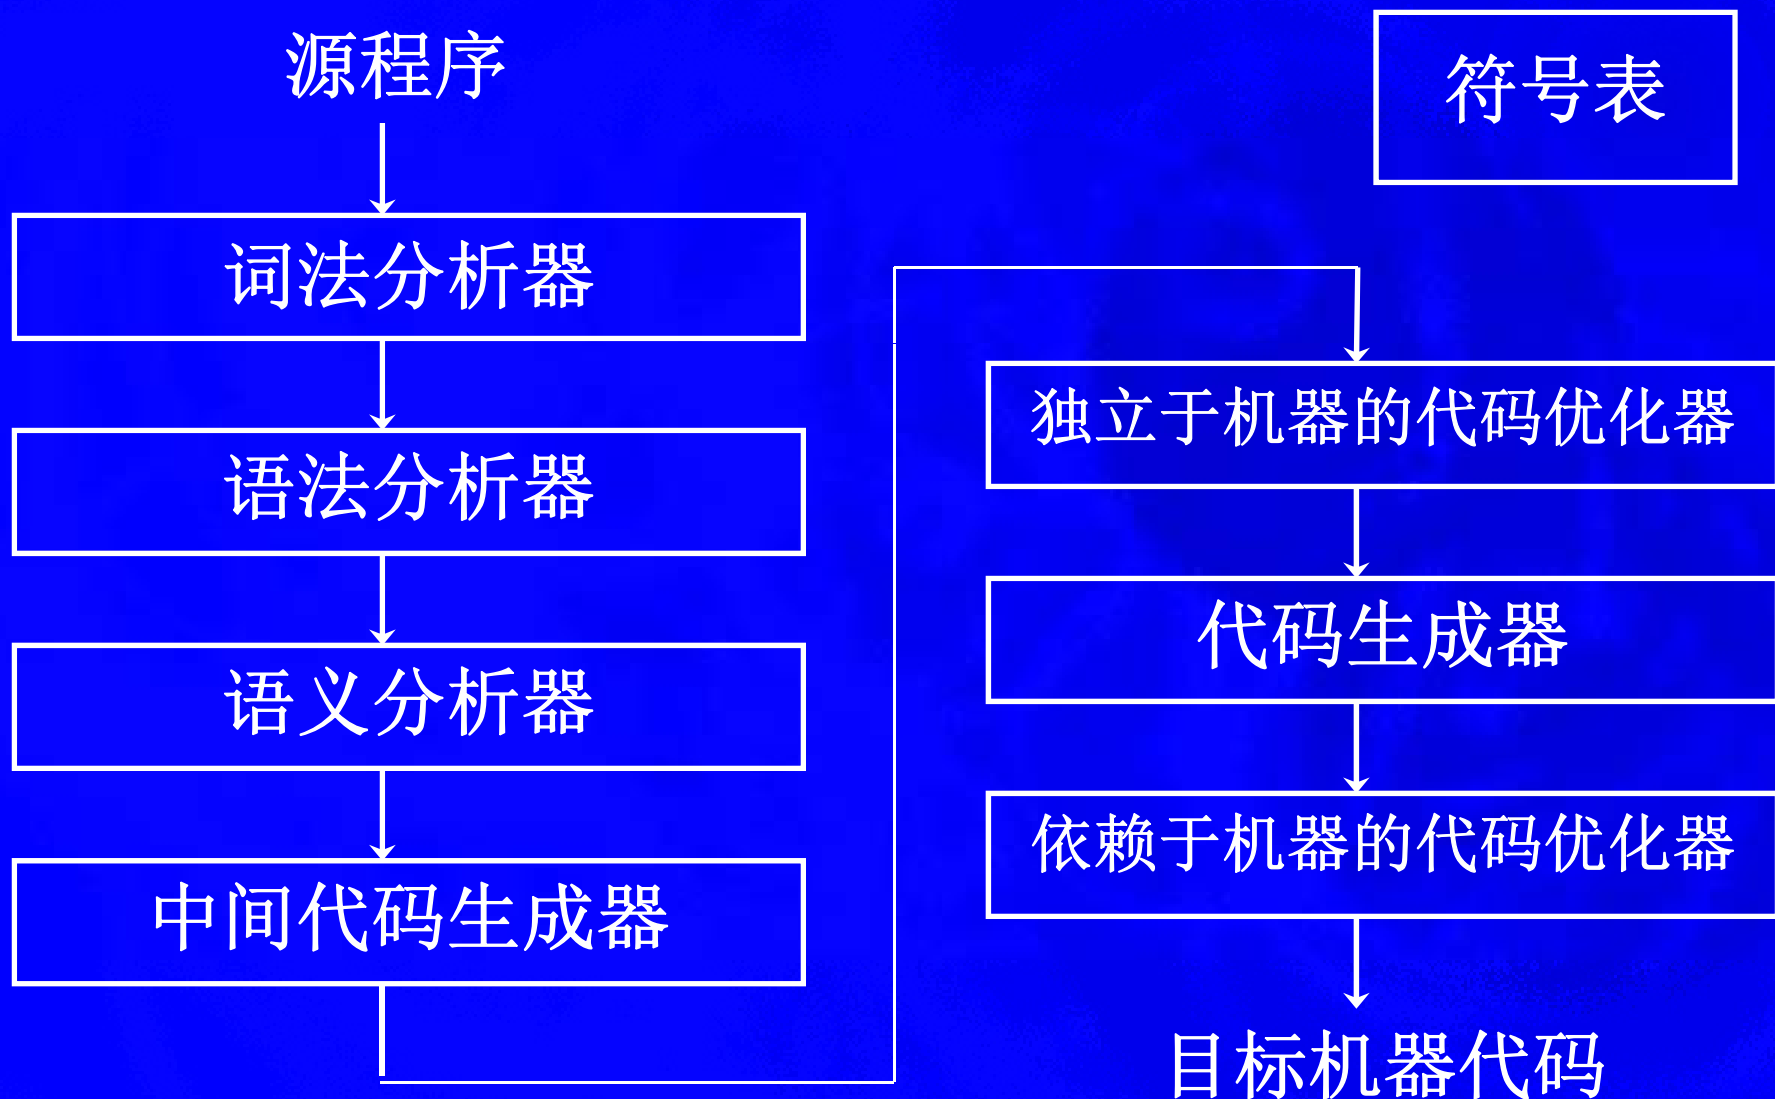 源程序
词法分析器
语法分析器
语义分析器
中间代码生成器
符号表
独立于机器的代码优化器
代码生成器
依赖于机器的代码优化器
目标机器代码